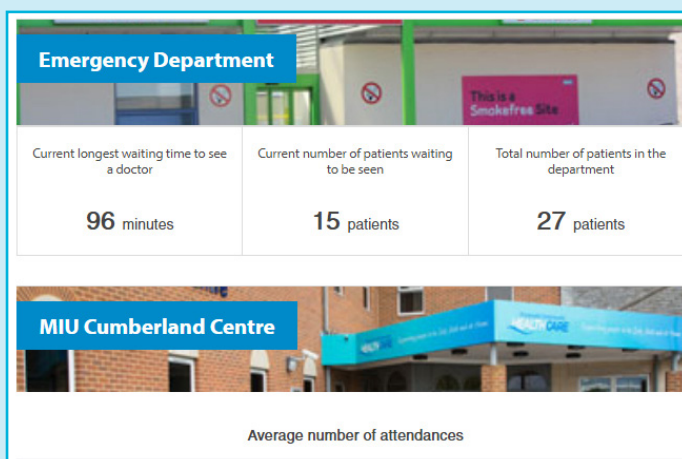 Emergency Department
This is a
Smokefree Site
Current longest waiting time to see
a doctor
Current number of patients waiting
to be seen
Total number of patients in the
department
96 minutes
15 patients
27 patients
MIU Cumberland Centre
HEALTHCARE
Average number of attendances